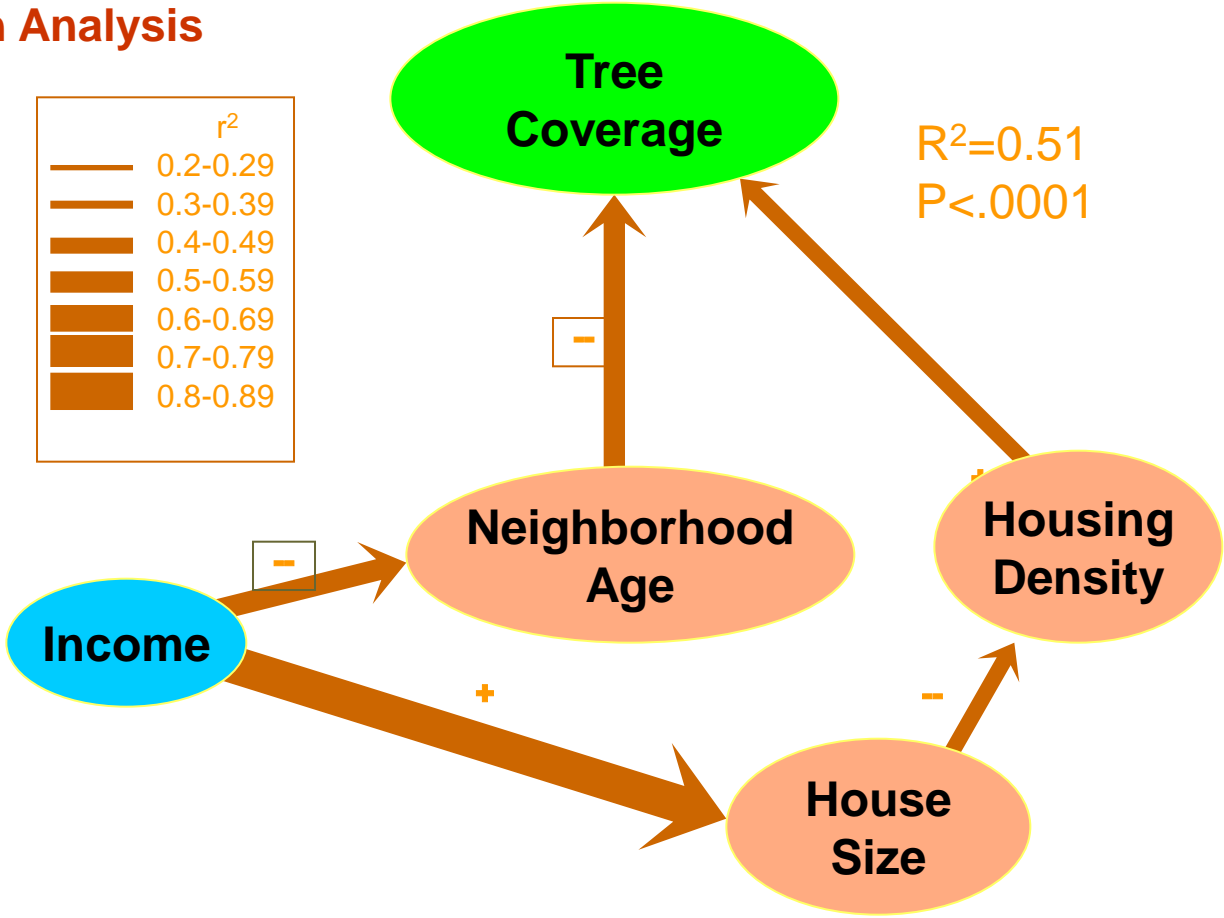 n Analysis
Tree
Coverage
r²
0.2-0.29
0.3-0.39
0.4-0.49
0.5-0.59
0.6-0.69
0.7-0.79
0.8-0.89
R²=0.51
P<.0001
--
+
Neighborhood
Age
Housing
Density
--
Income
+
--
House
Size